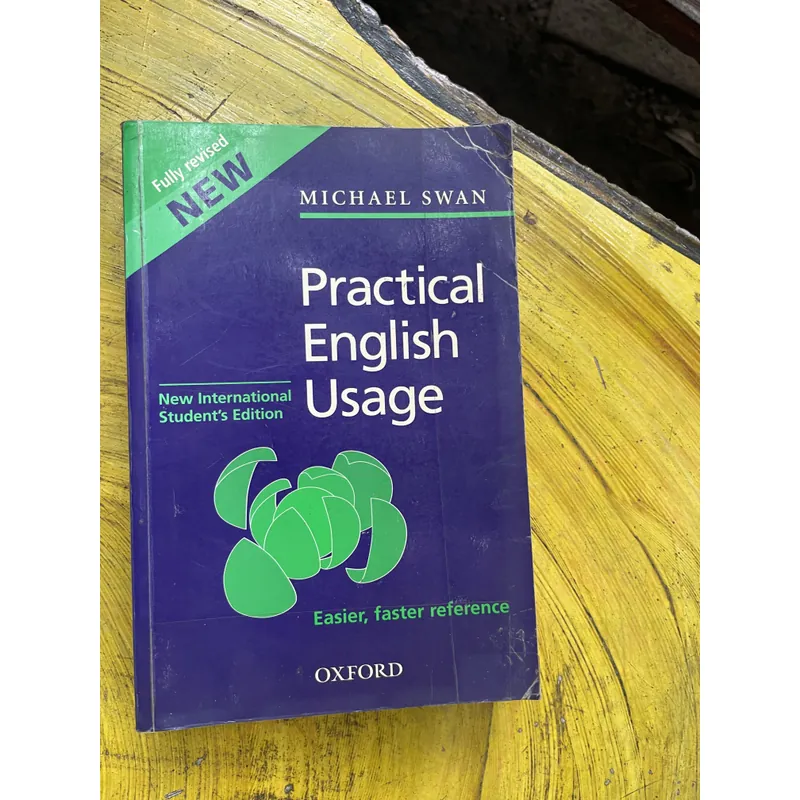 Fully revised
NEW
MICHAEL SWAN
Practical
English
Usage
New International
Student's Edition
Easier, faster reference
OXFORD